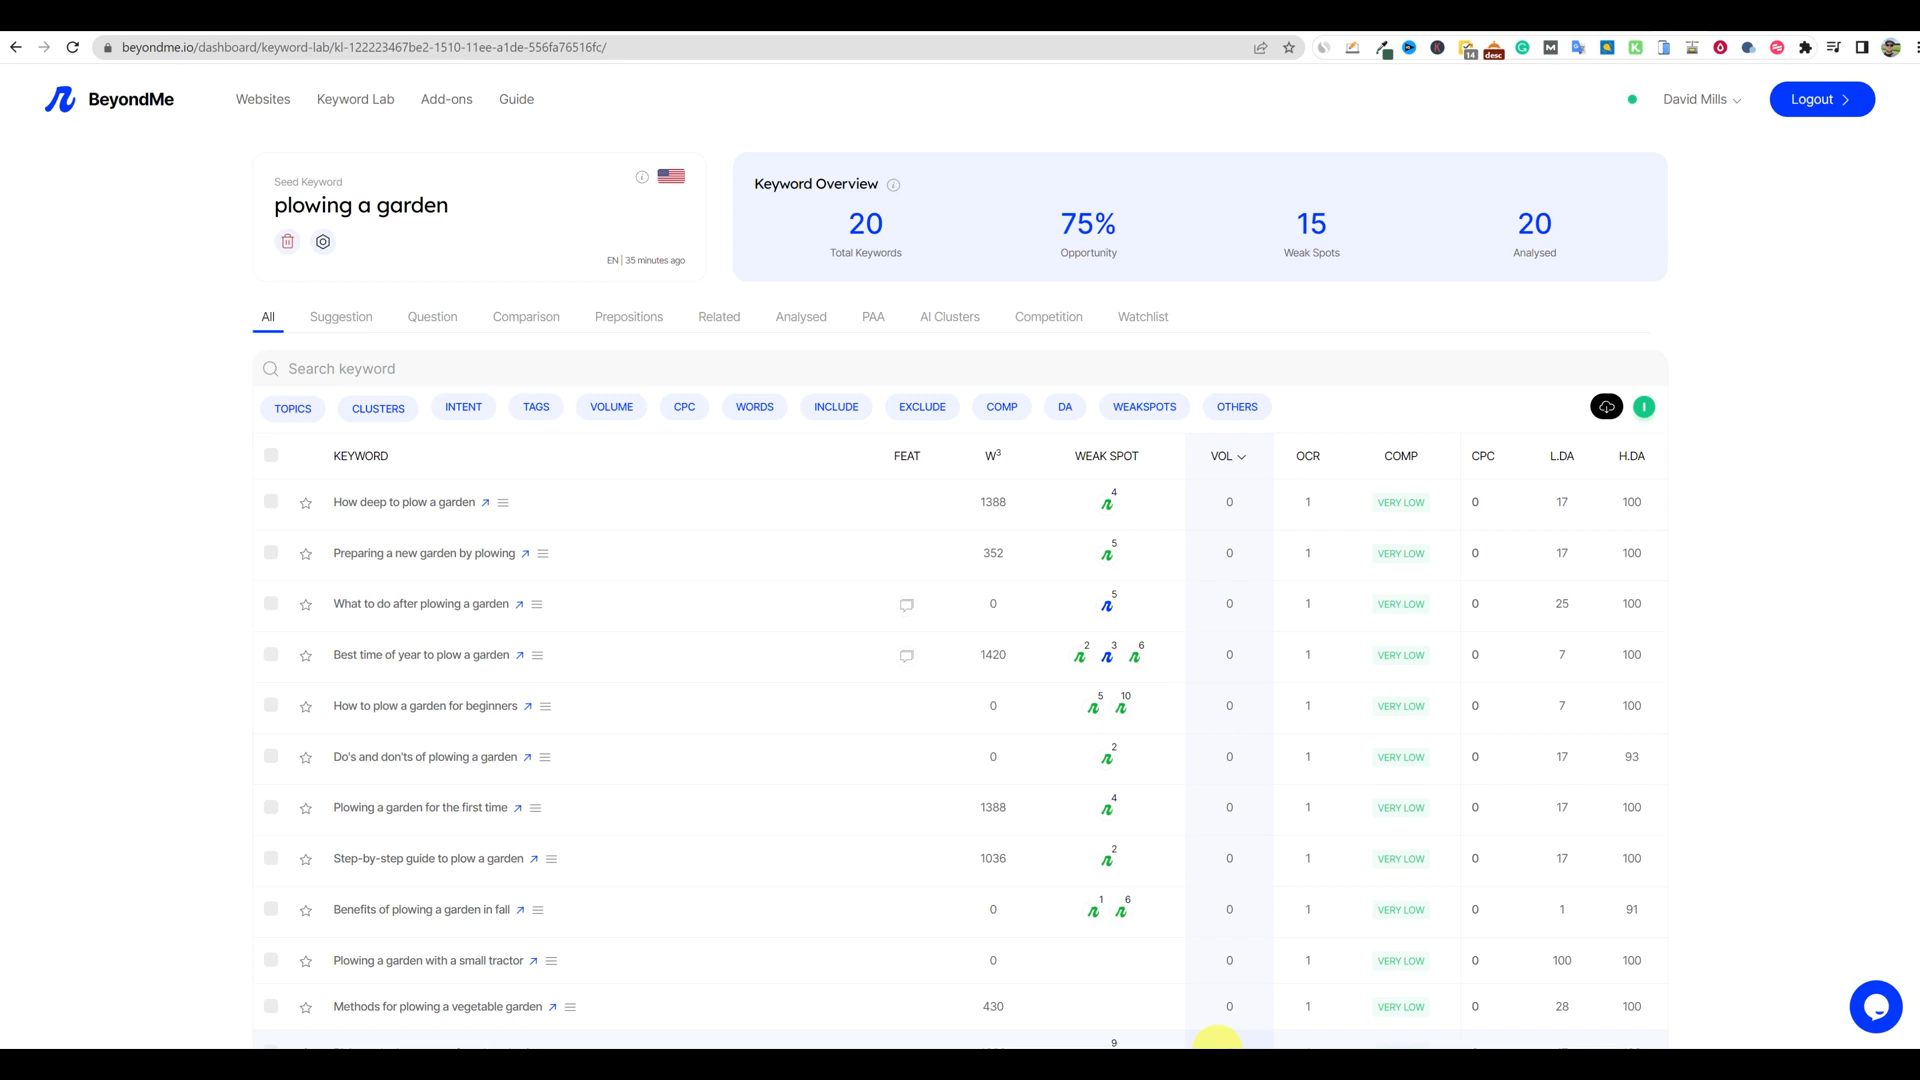 beyondme.io/dashboard/keyword-lab/kl-122223467be2-1510-11ee-a1de-556fa76516fc/
14
desc
BeyondMe
Websites
Keyword Lab
Add-ons
Guide
David Mills
Logout
Seed Keyword
plowing a garden
EN | 35 minutes ago
Keyword Overview
20
75%
15
20
Total Keywords
Opportunity
Weak Spots
Analysed
All
Suggestion
Question
Comparison
Prepositions
Related
Analysed
PAA
AI Clusters
Competition
Watchlist
Search keyword
TOPICS
CLUSTERS
INTENT
TAGS
VOLUME
CPC
WORDS
INCLUDE
EXCLUDE
COMP
DA
WEAKSPOTS
OTHERS
KEYWORD FEAT W3 WEAK SPOT VOL OCR COMP CPC L.DA H.DA
How deep to plow a garden 1388 4 0 1 VERY LOW 0 17 100
Preparing a new garden by plowing 352 5 0 1 VERY LOW 0 17 100
What to do after plowing a garden 0 5 0 1 VERY LOW 0 25 100
Best time of year to plow a garden 1420 2 3 6 0 1 VERY LOW 0 7 100
How to plow a garden for beginners 0 5 10 0 1 VERY LOW 0 7 100
Do's and don'ts of plowing a garden 0 2 0 1 VERY LOW 0 17 93
Plowing a garden for the first time 1388 4 0 1 VERY LOW 0 17 100
Step-by-step guide to plow a garden 1036 2 0 1 VERY LOW 0 17 100
Benefits of plowing a garden in fall 0 1 6 0 1 VERY LOW 0 1 91
Plowing a garden with a small tractor 0 0 1 VERY LOW 0 100 100
Methods for plowing a vegetable garden 430 0 1 VERY LOW 0 28 100
9